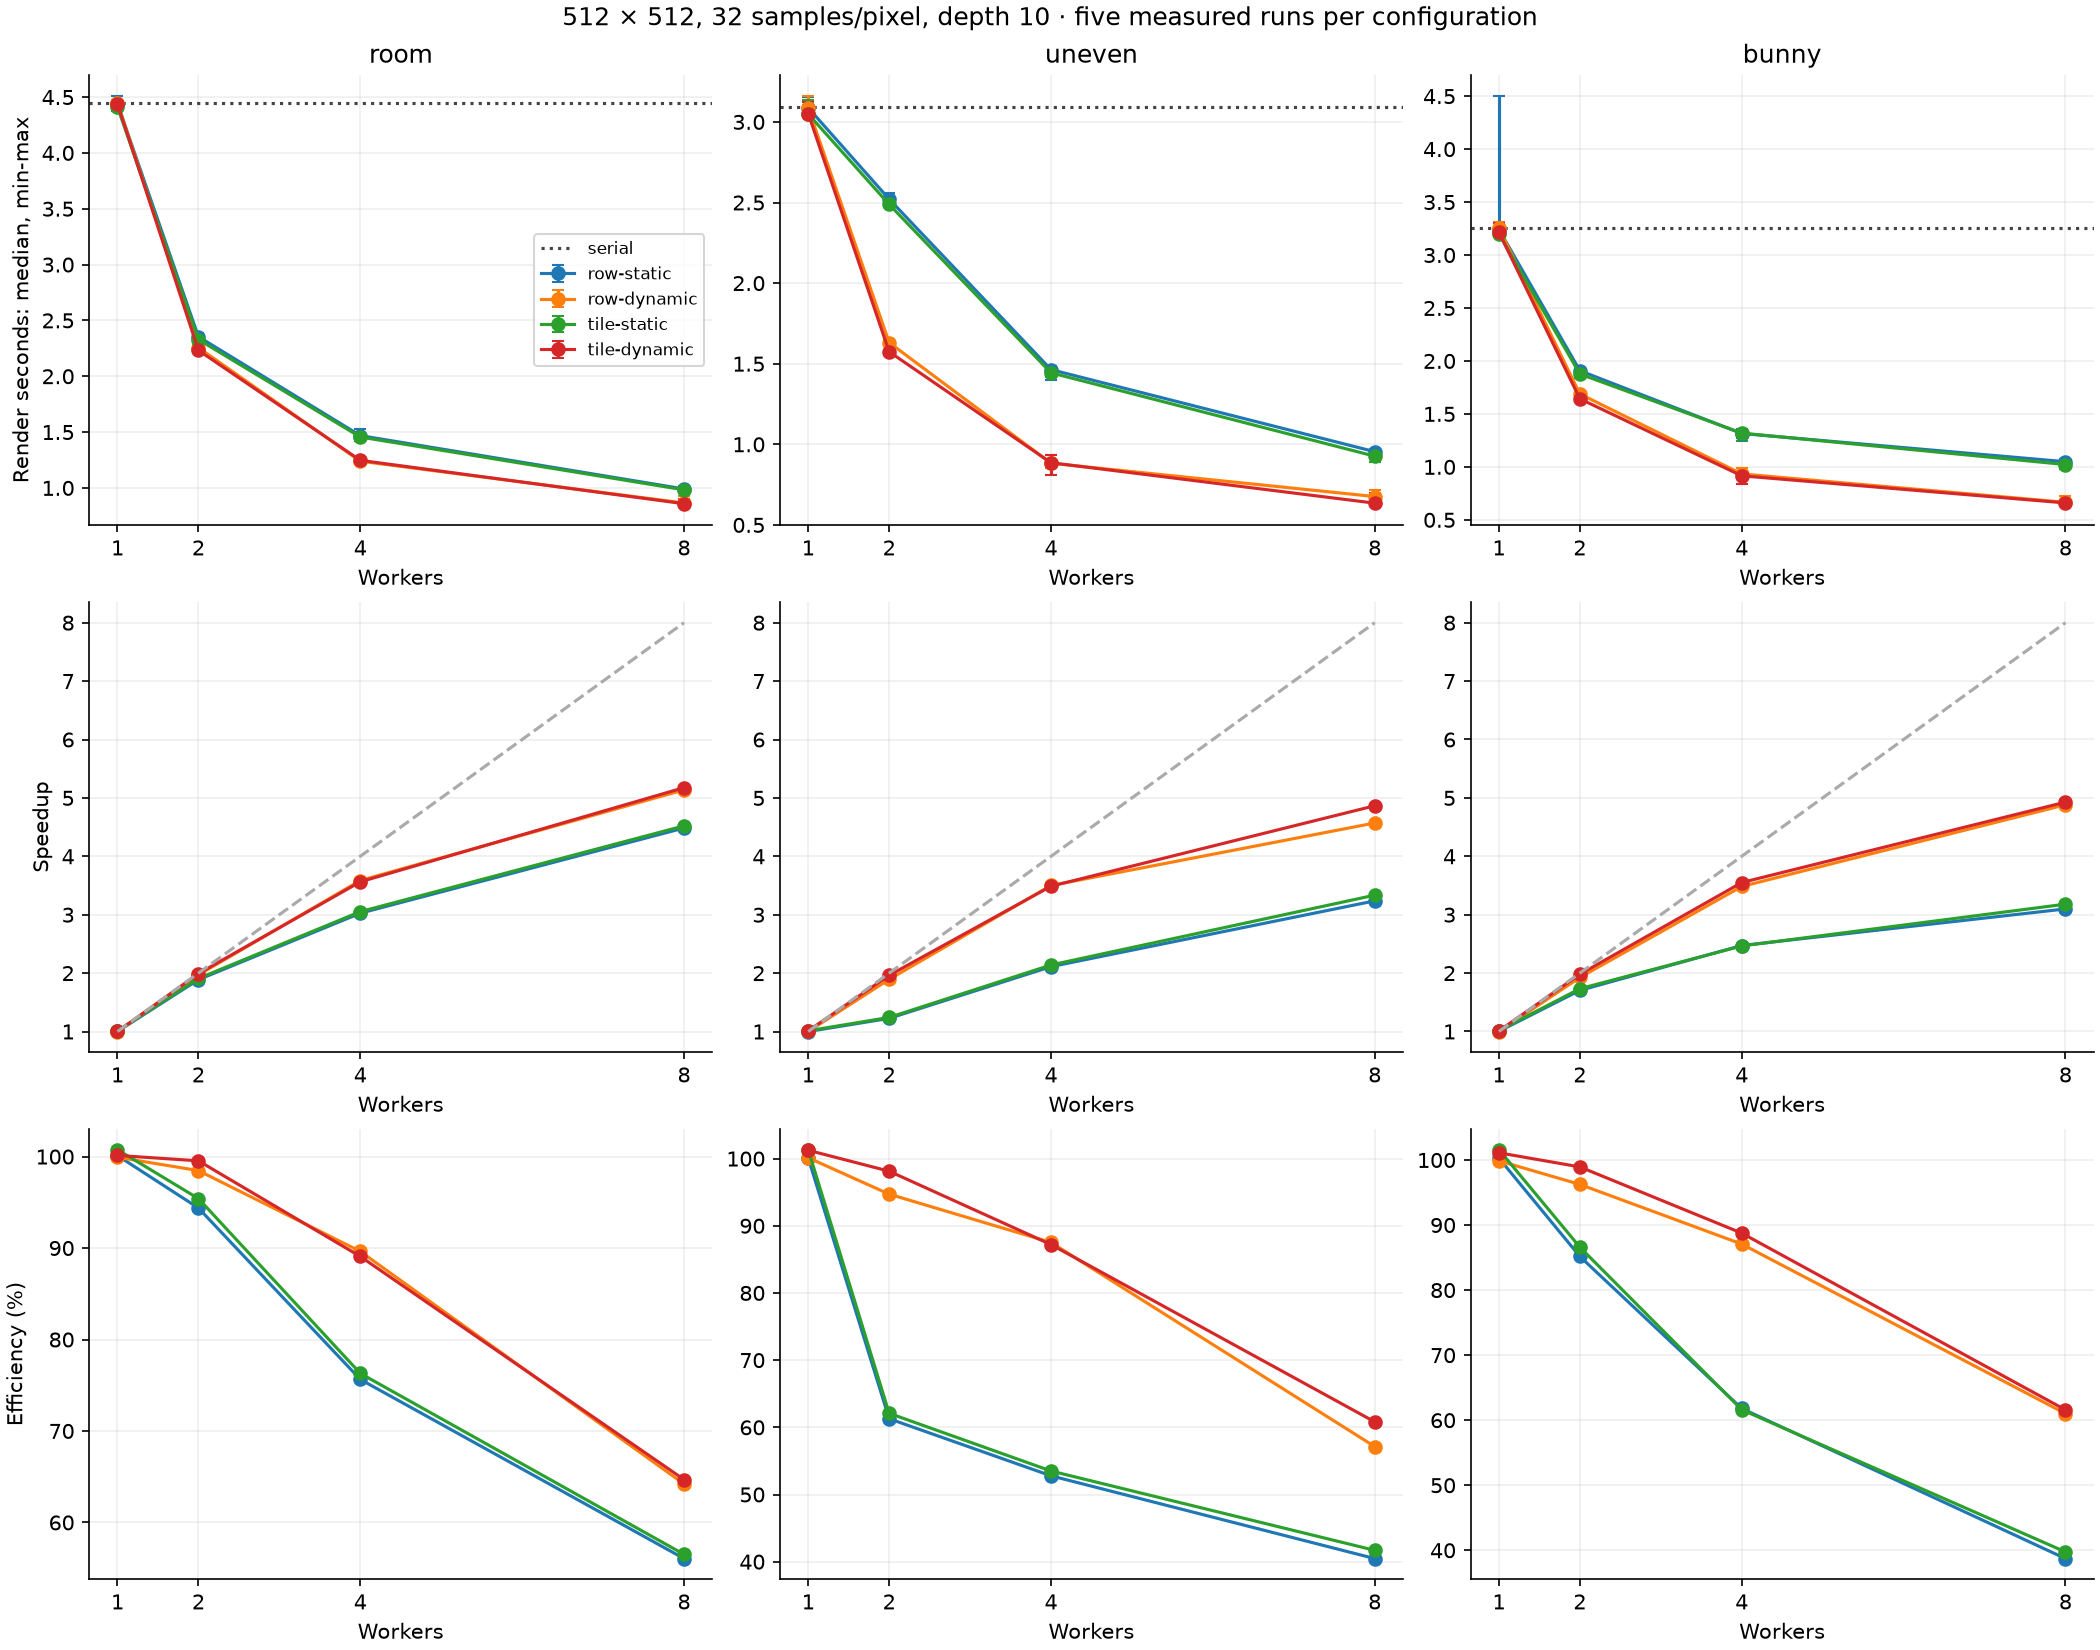 512 × 512, 32 samples/pixel, depth 10 · five measured runs per configuration
room
uneven
bunny
Render seconds: median, min-max
4.5
4.0
3.5
3.0
2.5
2.0
1.5
1.0
serial
row-static
row-dynamic
tile-static
tile-dynamic
1 2 4 8
Workers
3.0
2.5
2.0
1.5
1.0
0.5
1 2 4 8
Workers
4.5
4.0
3.5
3.0
2.5
2.0
1.5
1.0
0.5
1 2 4 8
Workers
Speedup
8
7
6
5
4
3
2
1
1 2 4 8
Workers
8
7
6
5
4
3
2
1
1 2 4 8
Workers
8
7
6
5
4
3
2
1
1 2 4 8
Workers
Efficiency (%)
100
90
80
70
60
1 2 4 8
Workers
100
90
80
70
60
50
40
1 2 4 8
Workers
100
90
80
70
60
50
40
1 2 4 8
Workers